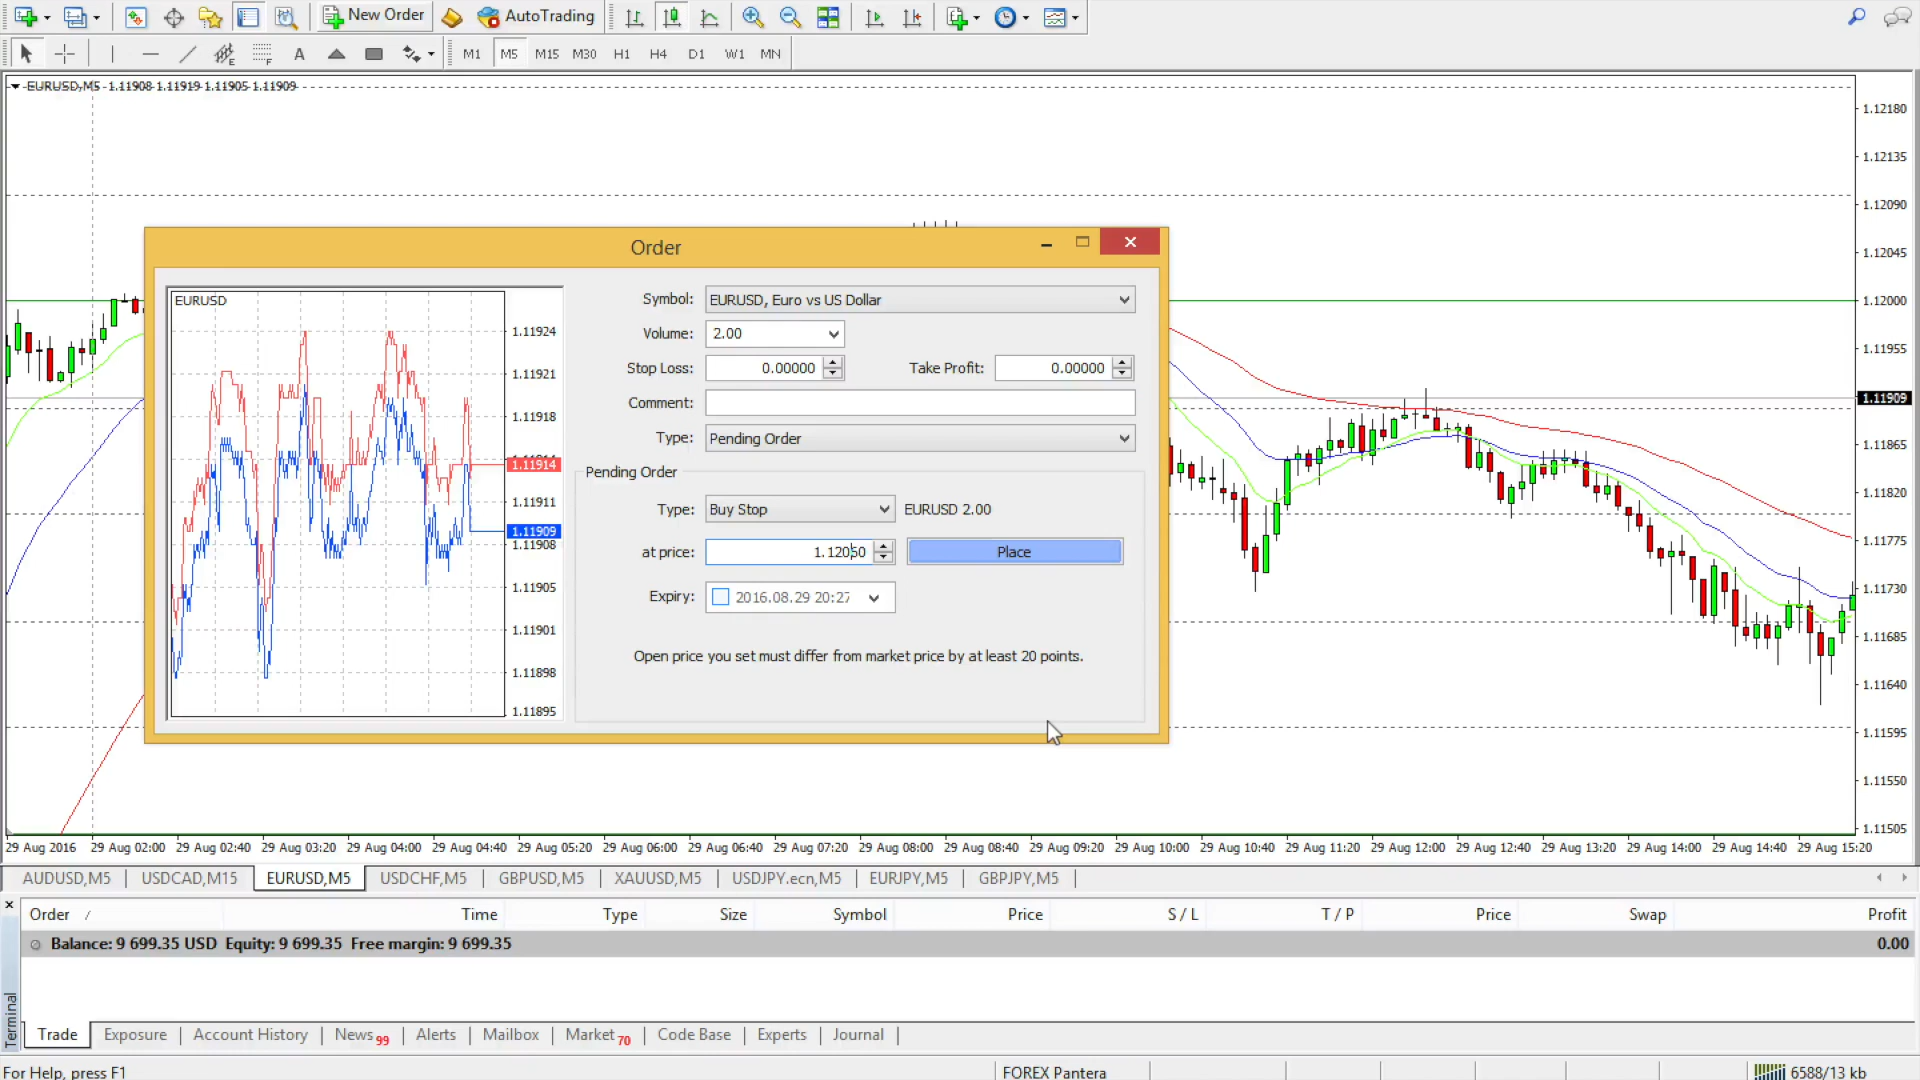 New Order AutoTrading
A F M1 M5 M15 M30 H1 H4 D1 W1 MN
EURUSD,M5 1.11908 1.11919 1.11905 1.11909
1.12180
1.12135
1.12090
1.12045
1.12000
1.11955
1.11909
1.11865
1.11820
1.11775
1.11730
1.11685
1.11640
1.11595
1.11550
1.11505
Order
EURUSD
1.11924
1.11921
1.11918
1.11914
1.11911
1.11909
1.11908
1.11905
1.11901
1.11898
1.11895
Symbol: EURUSD, Euro vs US Dollar
Volume: 2.00
Stop Loss: 0.00000 Take Profit: 0.00000
Comment:
Type: Pending Order
Pending Order
Type: Buy Stop EURUSD 2.00
at price: 1.12050 Place
Expiry: 2016.08.29 20:27
Open price you set must differ from market price by at least 20 points.
29 Aug 2016 29 Aug 02:00 29 Aug 02:40 29 Aug 03:20 29 Aug 04:00 29 Aug 04:40 29 Aug 05:20 29 Aug 06:00 29 Aug 06:40 29 Aug 07:20 29 Aug 08:00 29 Aug 08:40 29 Aug 09:20 29 Aug 10:00 29 Aug 10:40 29 Aug 11:20 29 Aug 12:00 29 Aug 12:40 29 Aug 13:20 29 Aug 14:00 29 Aug 14:40 29 Aug 15:20
AUDUSD,M5 USDCAD,M15 EURUSD,M5 USDCHF,M5 GBPUSD,M5 XAUUSD,M5 USDJPY.ecn,M5 EURJPY,M5 GBPJPY,M5
Order / Time Type Size Symbol Price S / L T / P Price Swap Profit
Balance: 9 699.35 USD Equity: 9 699.35 Free margin: 9 699.35 0.00
Terminal
Trade Exposure Account History News 99 Alerts Mailbox Market 70 Code Base Experts Journal
For Help, press F1 FOREX Pantera 6588/13 kb